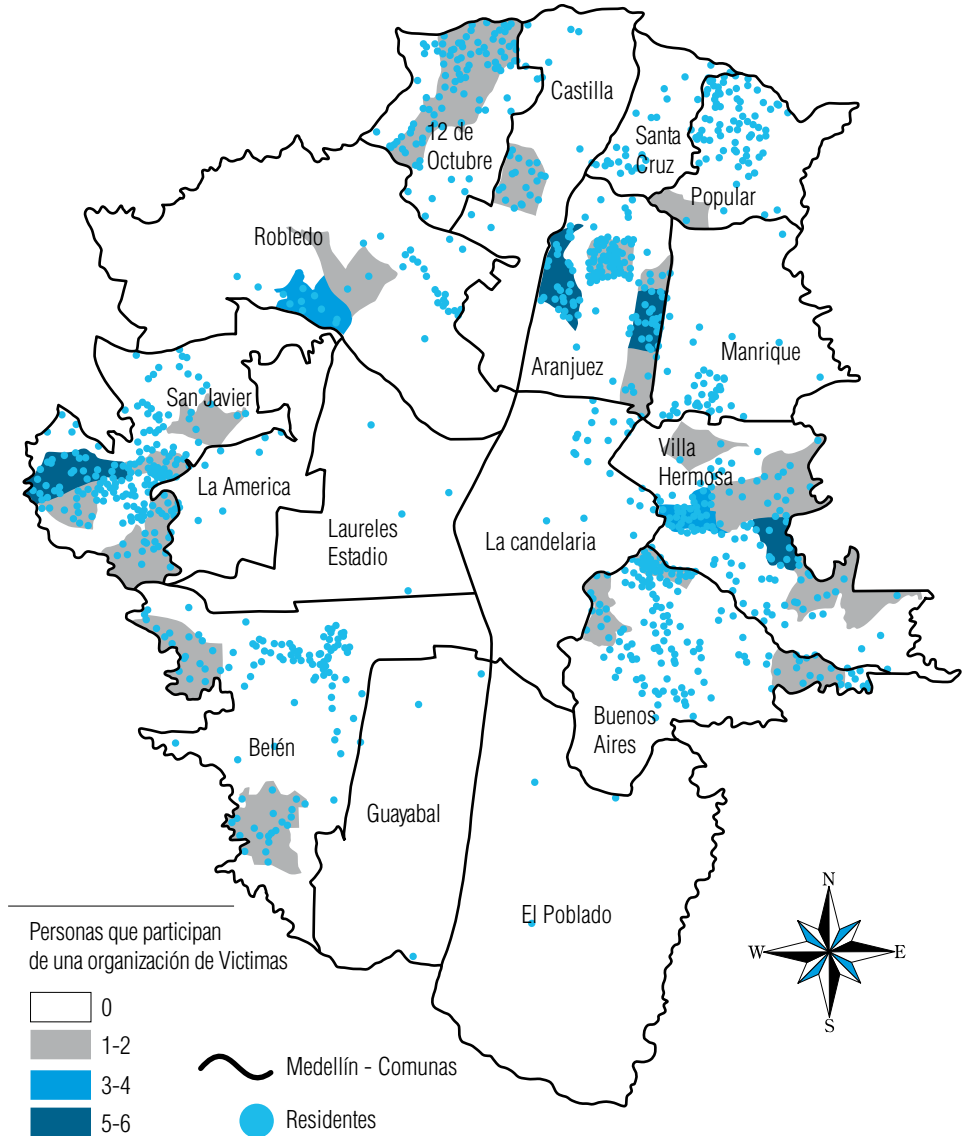 Castilla
12 de
Octubre
Santa
Cruz
Popular
Robledo
Aranjuez
Manrique
San Javier
Villa
Hermosa
La America
Laureles
Estadio
La candelaria
Buenos
Aires
Belén
Guayabal
El Poblado
N
W
E
S
Personas que participan
de una organización de Victimas
0
1-2
3-4
5-6
Medellín - Comunas
Residentes